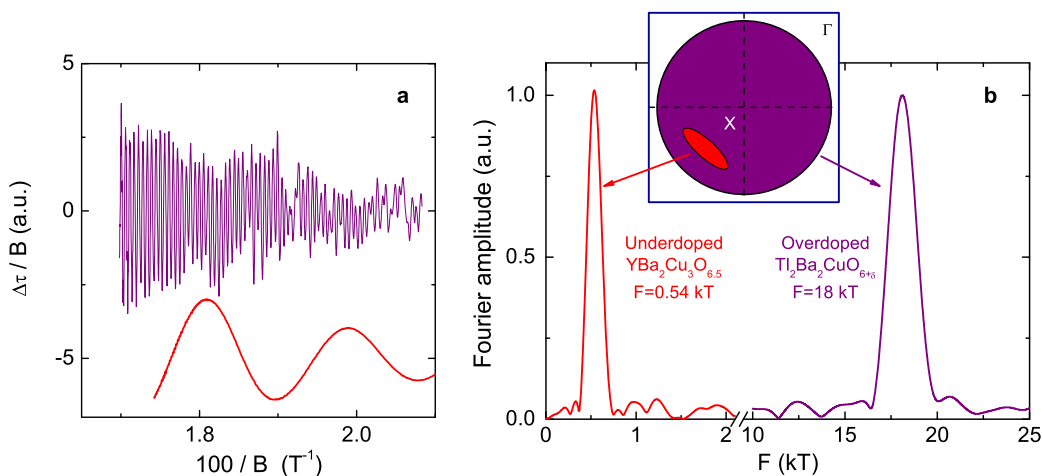 a
5
0
-5
Δτ / B (a.u.)
1.8
2.0
100 / B (T⁻¹)
b
Γ
X
1.0
0.5
0.0
Fourier amplitude (a.u.)
Underdoped
YBa₂Cu₃O₆.₅
F=0.54 kT
Overdoped
Tl₂Ba₂CuO₆₊δ
F=18 kT
0 1 2 10 15 20 25
F (kT)